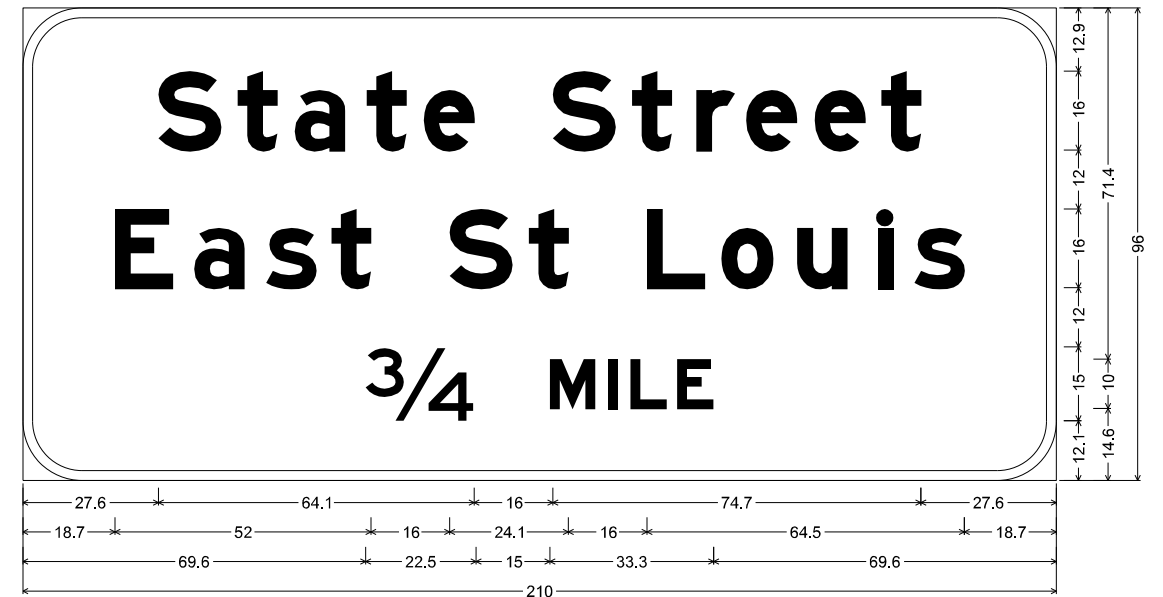 State Street
East St Louis
¾ MILE
12.9
16
12
16
12
15
12.1
71.4
10
14.6
96
27.6 64.1 16 74.7 27.6
18.7 52 16 24.1 16 64.5 18.7
69.6 22.5 15 33.3 69.6
210